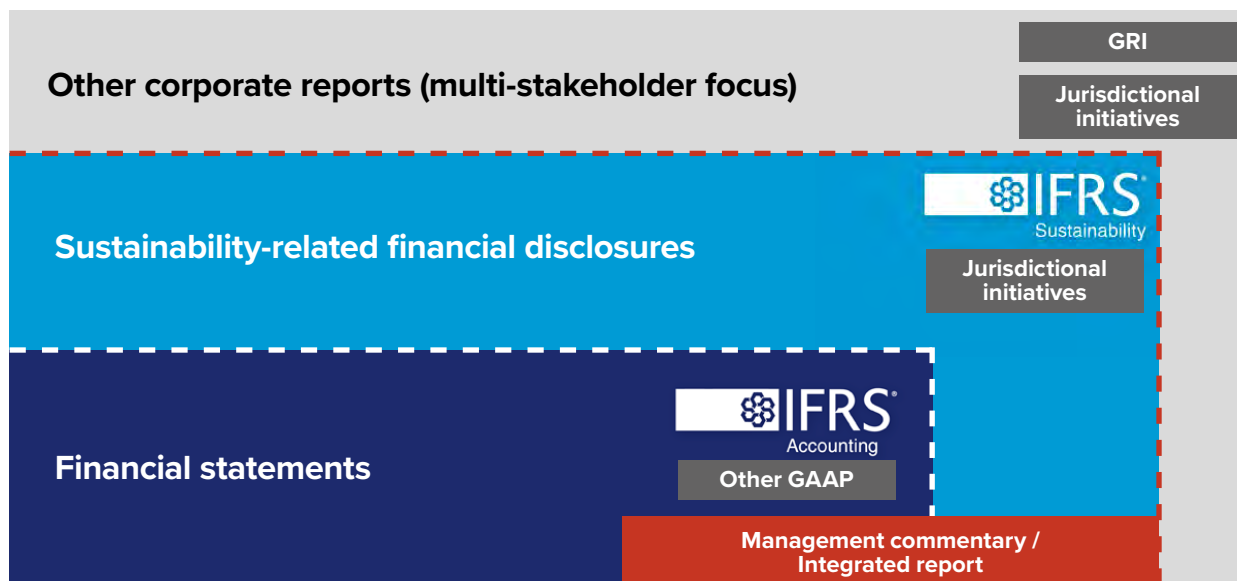 GRI
Other corporate reports (multi-stakeholder focus)
Jurisdictional
initiatives
IFRS®
Sustainability
Sustainability-related financial disclosures
Jurisdictional
initiatives
IFRS®
Accounting
Financial statements
Other GAAP
Management commentary /
Integrated report